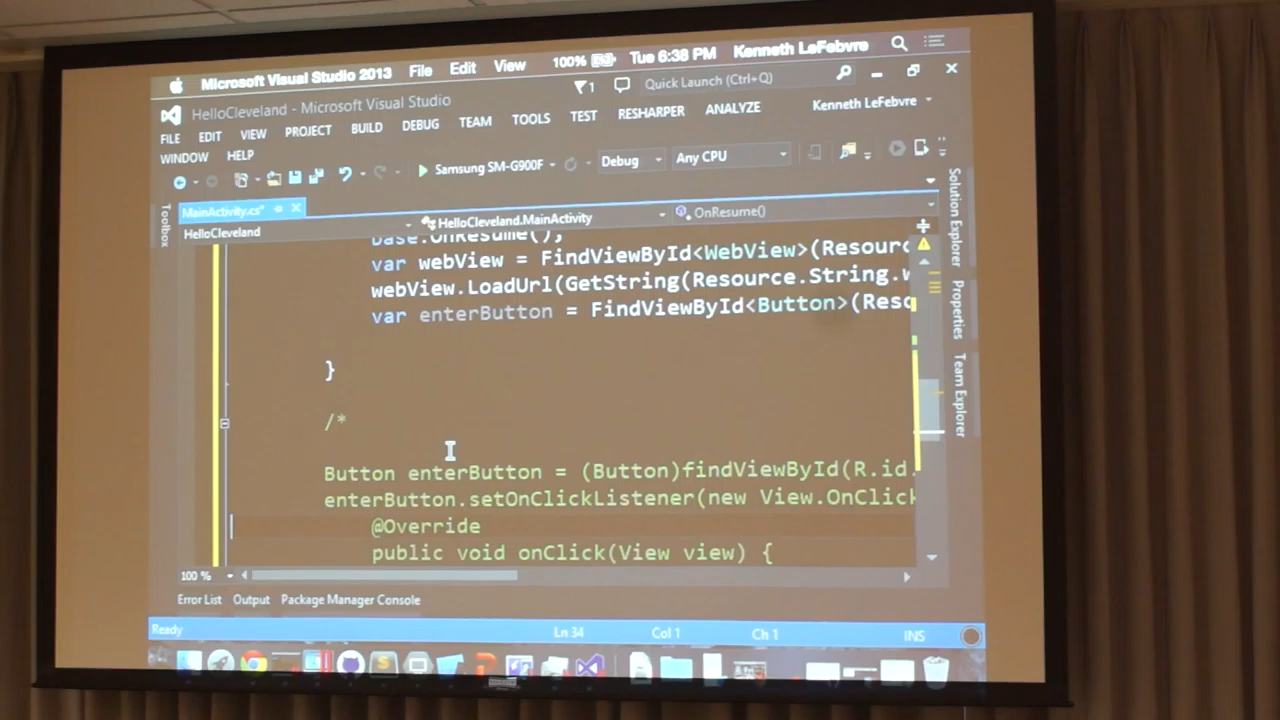 Microsoft Visual Studio 2013 File Edit View 100% Tue 6:38 PM Kenneth LeFebvre
HelloCleveland - Microsoft Visual Studio 1 Quick Launch (Ctrl+Q)
FILE EDIT VIEW PROJECT BUILD DEBUG TEAM TOOLS TEST RESHARPER ANALYZE Kenneth LeFebvre
WINDOW HELP
Samsung SM-G900F Debug Any CPU
Toolbox
MainActivity.cs*
HelloCleveland HelloCleveland.MainActivity OnResume()
base.OnResume();
var webView = FindViewById<WebView>(Resourc
webView.LoadUrl(GetString(Resource.String.w
var enterButton = FindViewById<Button>(Reso
}
/*
Button enterButton = (Button)findViewById(R.id.
enterButton.setOnClickListener(new View.OnClick
@Override
public void onClick(View view) {
Solution Explorer
Properties
Team Explorer
100 %
Error List Output Package Manager Console
Ready Ln 34 Col 1 Ch 1 INS